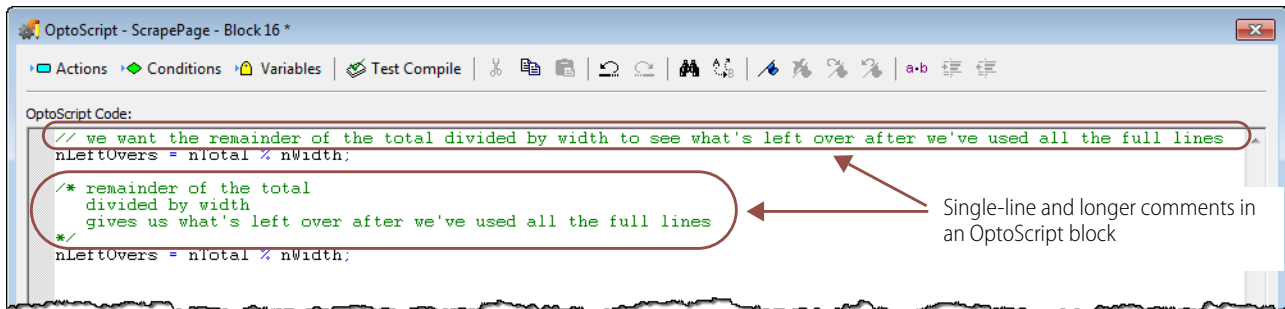 OptoScript - ScrapePage - Block 16 *
Actions Conditions Variables Test Compile a•b
OptoScript Code:
// we want the remainder of the total divided by width to see what's left over after we've used all the full lines
nLeftOvers = nTotal % nWidth;
/* remainder of the total
divided by width
gives us what's left over after we've used all the full lines
*/
nLeftOvers = nTotal % nWidth;
Single-line and longer comments in
an OptoScript block